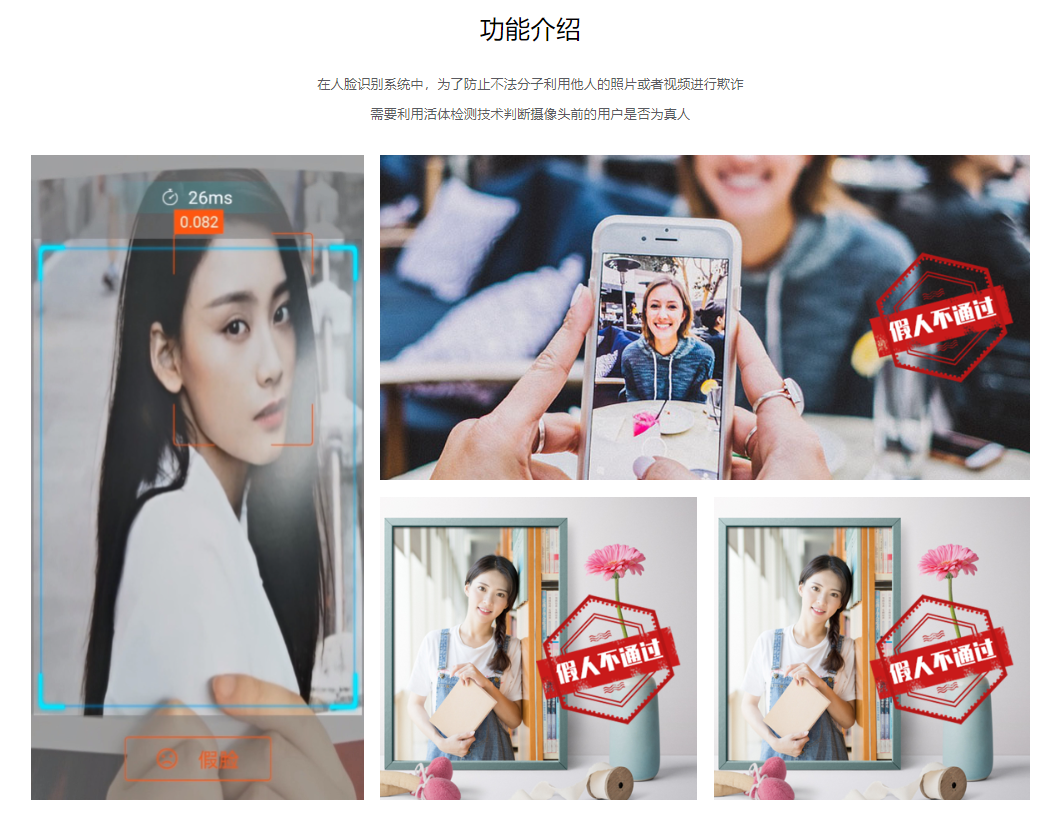 功能介绍
在人脸识别系统中，为了防止不法分子利用他人的照片或者视频进行欺诈
需要利用活体检测技术判断摄像头前的用户是否为真人
26ms
0.082
假人不通过
假人不通过
假人不通过
假脸